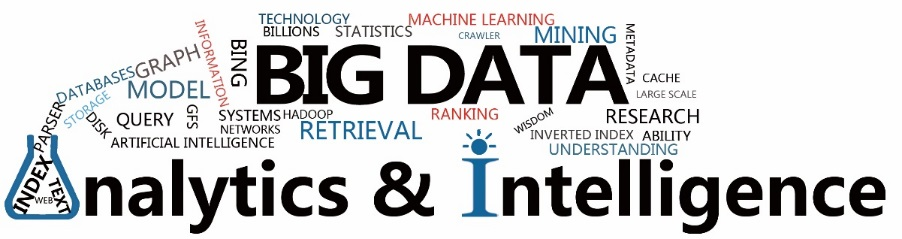 TECHNOLOGY
MACHINE LEARNING
BILLIONS
STATISTICS
CRAWLER
MINING
METADATA
INFORMATION
BING
BIG DATA
GRAPH
DATABASES
MODEL
CACHE
LARGE SCALE
STORAGE
PARSER
DISK
QUERY
GFS
SYSTEMS
HADOOP
NETWORKS
RETRIEVAL
RANKING
WISDOM
RESEARCH
INVERTED INDEX
ABILITY
ARTIFICIAL INTELLIGENCE
UNDERSTANDING
INDEX
TEXT
WEB
Analytics & intelligence